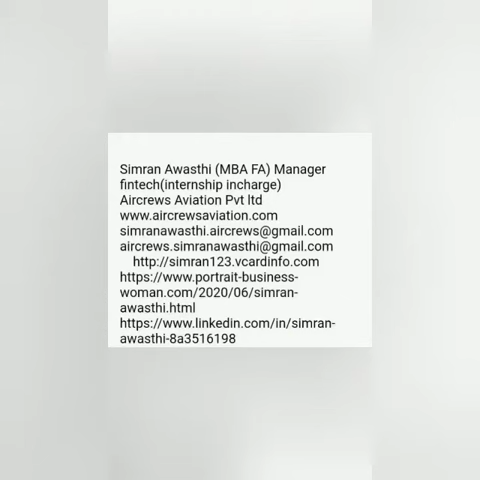 Simran Awasthi (MBA FA) Manager
fintech(internship incharge)
Aircrews Aviation Pvt ltd
www.aircrewsaviation.com
simranawasthi.aircrews@gmail.com
aircrews.simranawasthi@gmail.com
http://simran123.vcardinfo.com
https://www.portrait-business-
woman.com/2020/06/simran-
awasthi.html
https://www.linkedin.com/in/simran-
awasthi-8a3516198